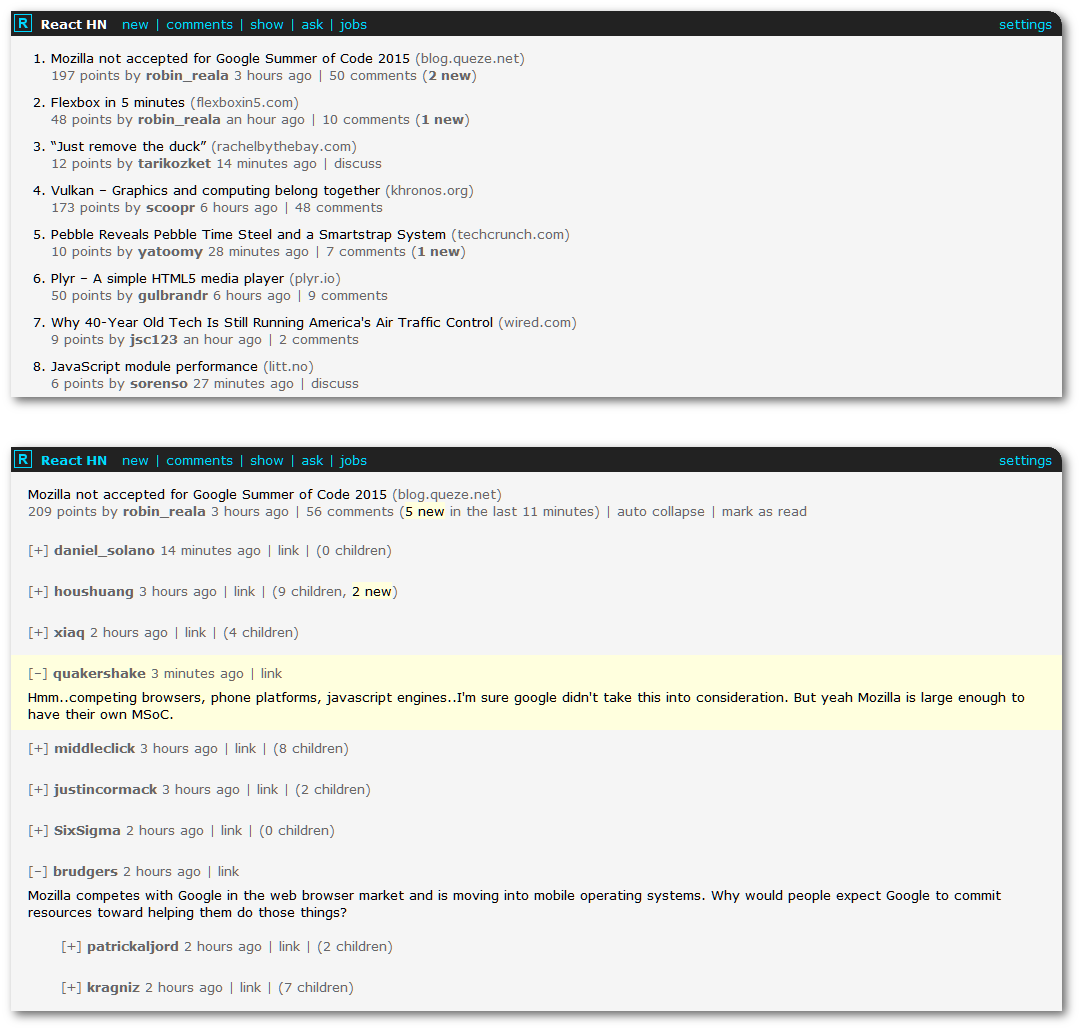 R React HN new | comments | show | ask | jobs settings
1. Mozilla not accepted for Google Summer of Code 2015 (blog.queze.net)
197 points by robin_reala 3 hours ago | 50 comments (2 new)
2. Flexbox in 5 minutes (flexboxin5.com)
48 points by robin_reala an hour ago | 10 comments (1 new)
3. “Just remove the duck” (rachelbythebay.com)
12 points by tarikozket 14 minutes ago | discuss
4. Vulkan – Graphics and computing belong together (khronos.org)
173 points by scoopr 6 hours ago | 48 comments
5. Pebble Reveals Pebble Time Steel and a Smartstrap System (techcrunch.com)
10 points by yatoomy 28 minutes ago | 7 comments (1 new)
6. Plyr – A simple HTML5 media player (plyr.io)
50 points by gulbrandr 6 hours ago | 9 comments
7. Why 40-Year Old Tech Is Still Running America's Air Traffic Control (wired.com)
9 points by jsc123 an hour ago | 2 comments
8. JavaScript module performance (litt.no)
6 points by sorenso 27 minutes ago | discuss
R React HN new | comments | show | ask | jobs settings
Mozilla not accepted for Google Summer of Code 2015 (blog.queze.net)
209 points by robin_reala 3 hours ago | 56 comments (5 new in the last 11 minutes) | auto collapse | mark as read
[+] daniel_solano 14 minutes ago | link | (0 children)
[+] houshuang 3 hours ago | link | (9 children, 2 new)
[+] xiaq 2 hours ago | link | (4 children)
[–] quakershake 3 minutes ago | link
Hmm..competing browsers, phone platforms, javascript engines..I'm sure google didn't take this into consideration. But yeah Mozilla is large enough to
have their own MSoC.
[+] middleclick 3 hours ago | link | (8 children)
[+] justincormack 3 hours ago | link | (2 children)
[+] SixSigma 2 hours ago | link | (0 children)
[–] brudgers 2 hours ago | link
Mozilla competes with Google in the web browser market and is moving into mobile operating systems. Why would people expect Google to commit
resources toward helping them do those things?
[+] patrickaljord 2 hours ago | link | (2 children)
[+] kragniz 2 hours ago | link | (7 children)